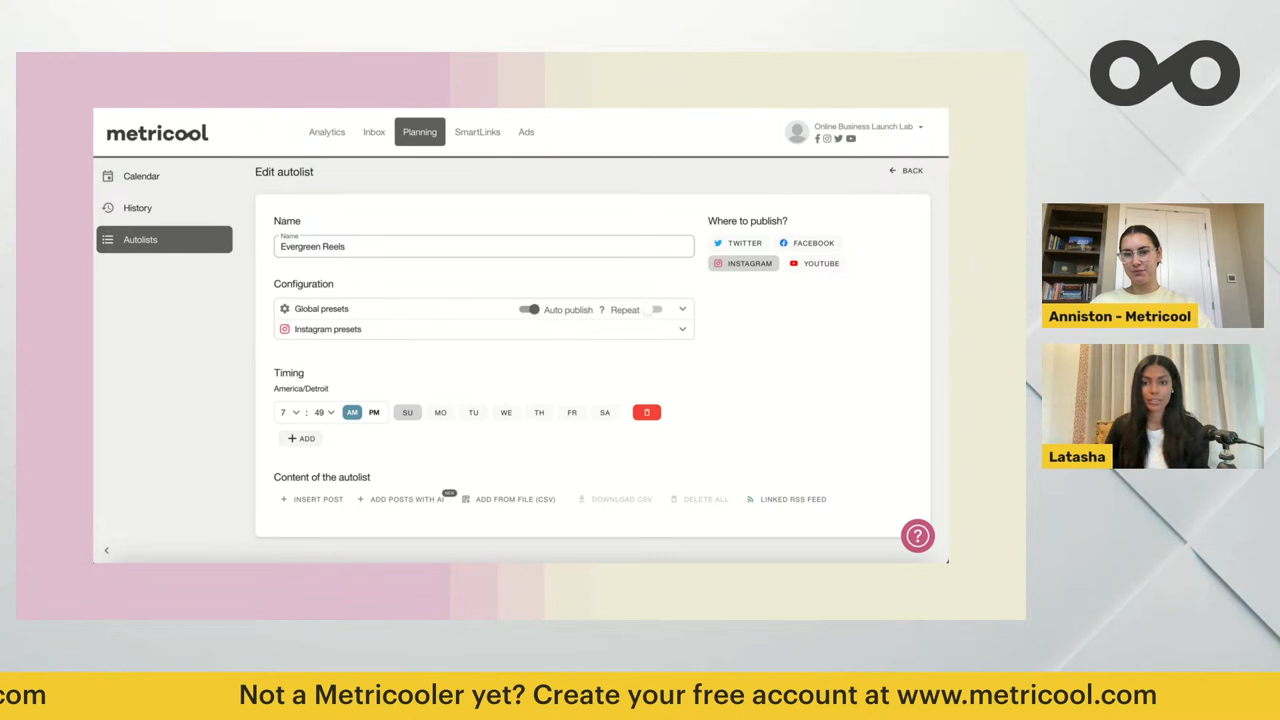 metricool
Analytics
Inbox
Planning
SmartLinks
Ads
Online Business Launch Lab
Calendar
History
Autolists
Edit autolist
BACK
Name
Name
Evergreen Reels
Where to publish?
TWITTER
FACEBOOK
INSTAGRAM
YOUTUBE
Configuration
Global presets
Auto publish ? Repeat
Instagram presets
Timing
America/Detroit
7 : 49 AM PM SU MO TU WE TH FR SA
+ ADD
Content of the autolist
+ INSERT POST + ADD POSTS WITH AI NEW ADD FROM FILE (CSV) DOWNLOAD CSV DELETE ALL LINKED RSS FEED
?
Anniston - Metricool
Latasha
com Not a Metricooler yet? Create your free account at www.metricool.com